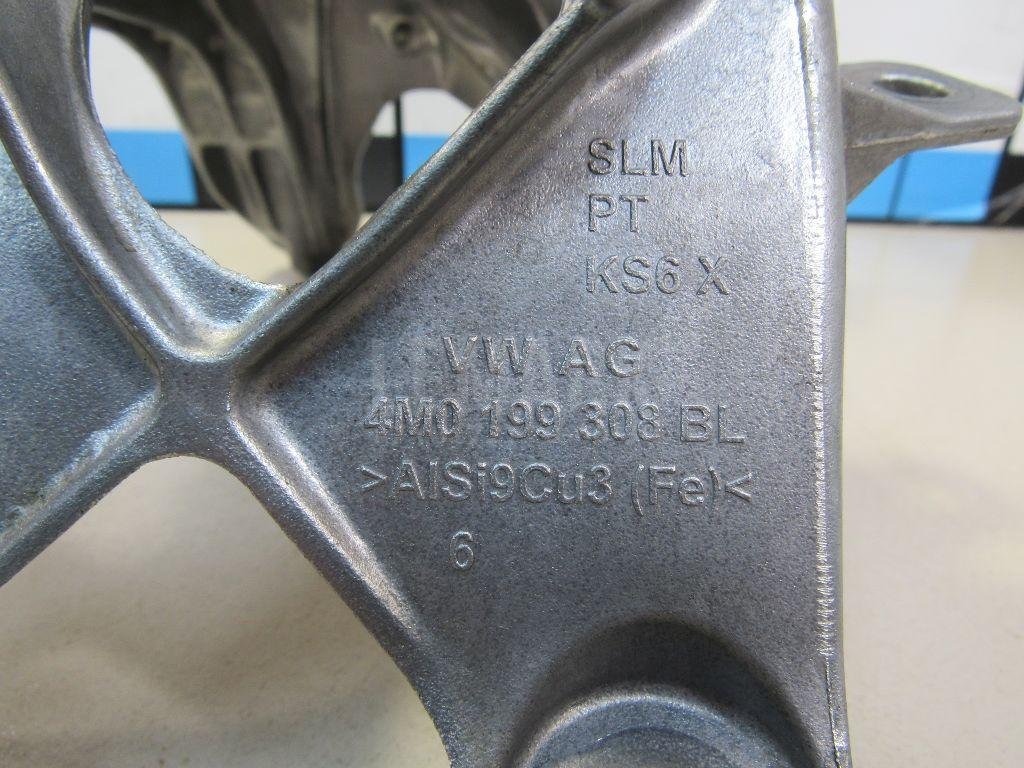 SLM
PT
KS6 X
VW AG
4M0 199 308 BL
>AlSi9Cu3 (Fe)<
6